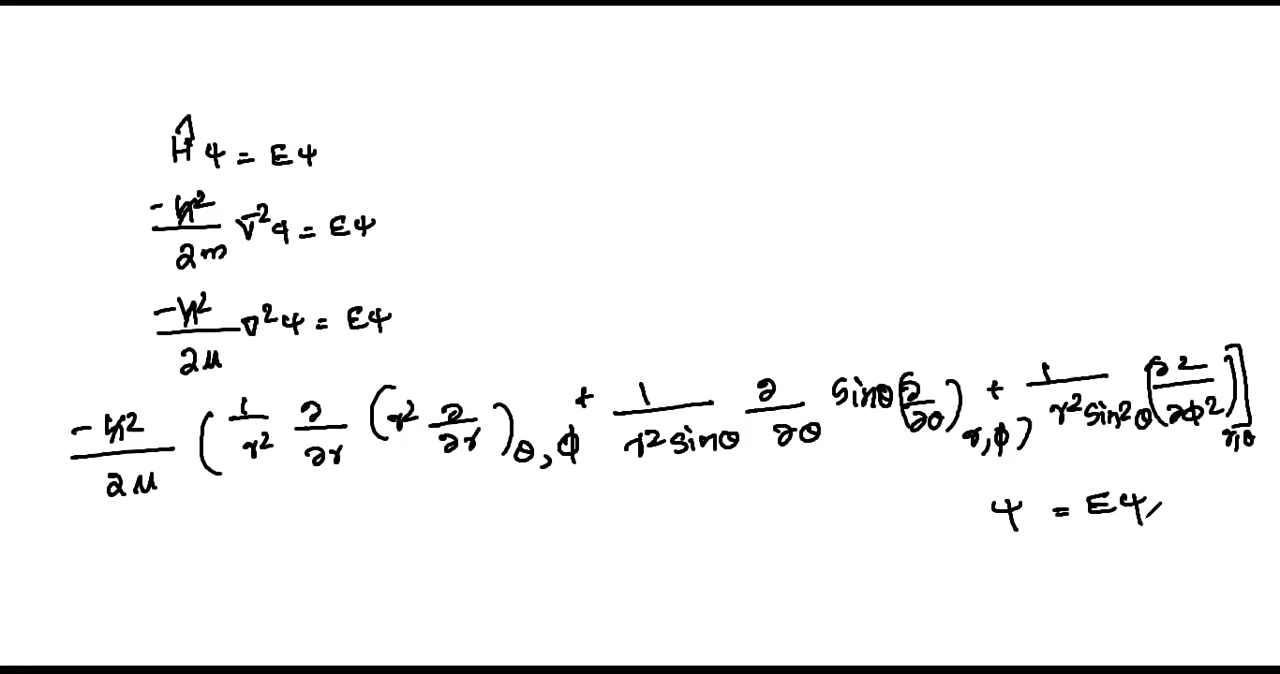 Ĥψ = Eψ
-ħ²/2m ∇²ψ = Eψ
-ħ²/2μ ∇²ψ = Eψ
-ħ²/2μ ( 1/r² ∂/∂r (r² ∂/∂r)θ,φ + 1/r²sinθ ∂/∂θ sinθ(∂/∂θ)r,φ) + 1/r²sin²θ (∂²/∂φ²)]r,θ
ψ = Eψ